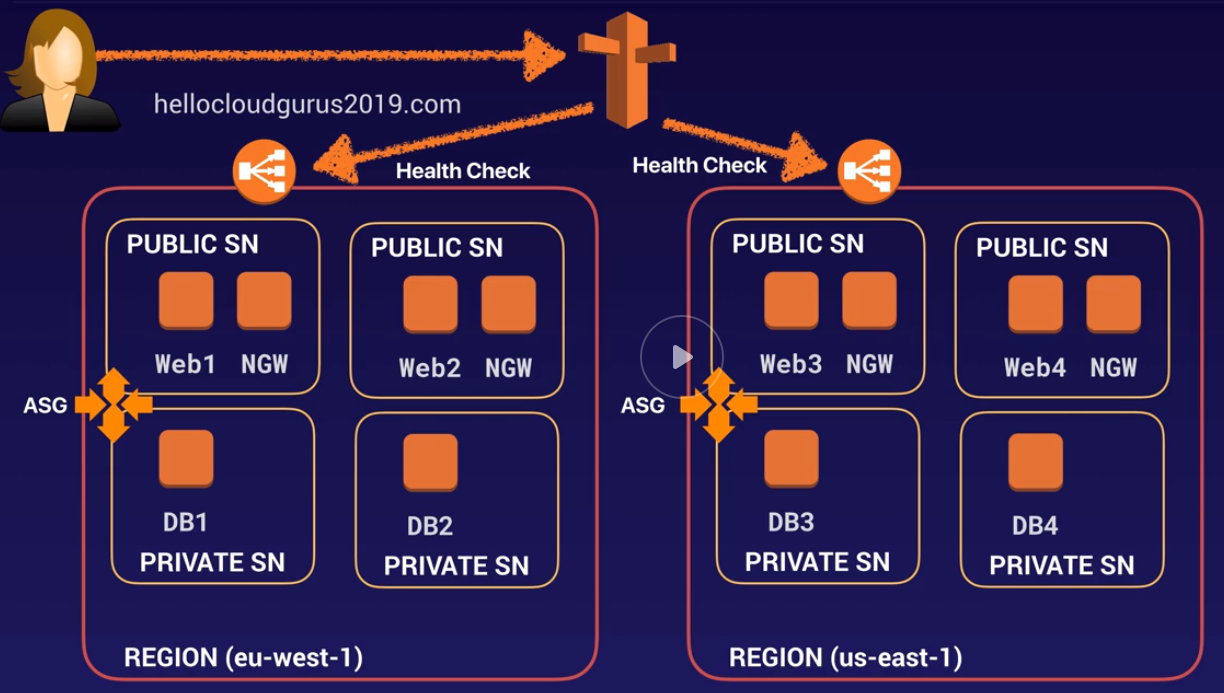 hellocloudgurus2019.com
Health Check
Health Check
PUBLIC SN
Web1 NGW
PUBLIC SN
Web2 NGW
ASG
DB1
PRIVATE SN
DB2
PRIVATE SN
REGION (eu-west-1)
PUBLIC SN
Web3 NGW
PUBLIC SN
Web4 NGW
ASG
DB3
PRIVATE SN
DB4
PRIVATE SN
REGION (us-east-1)